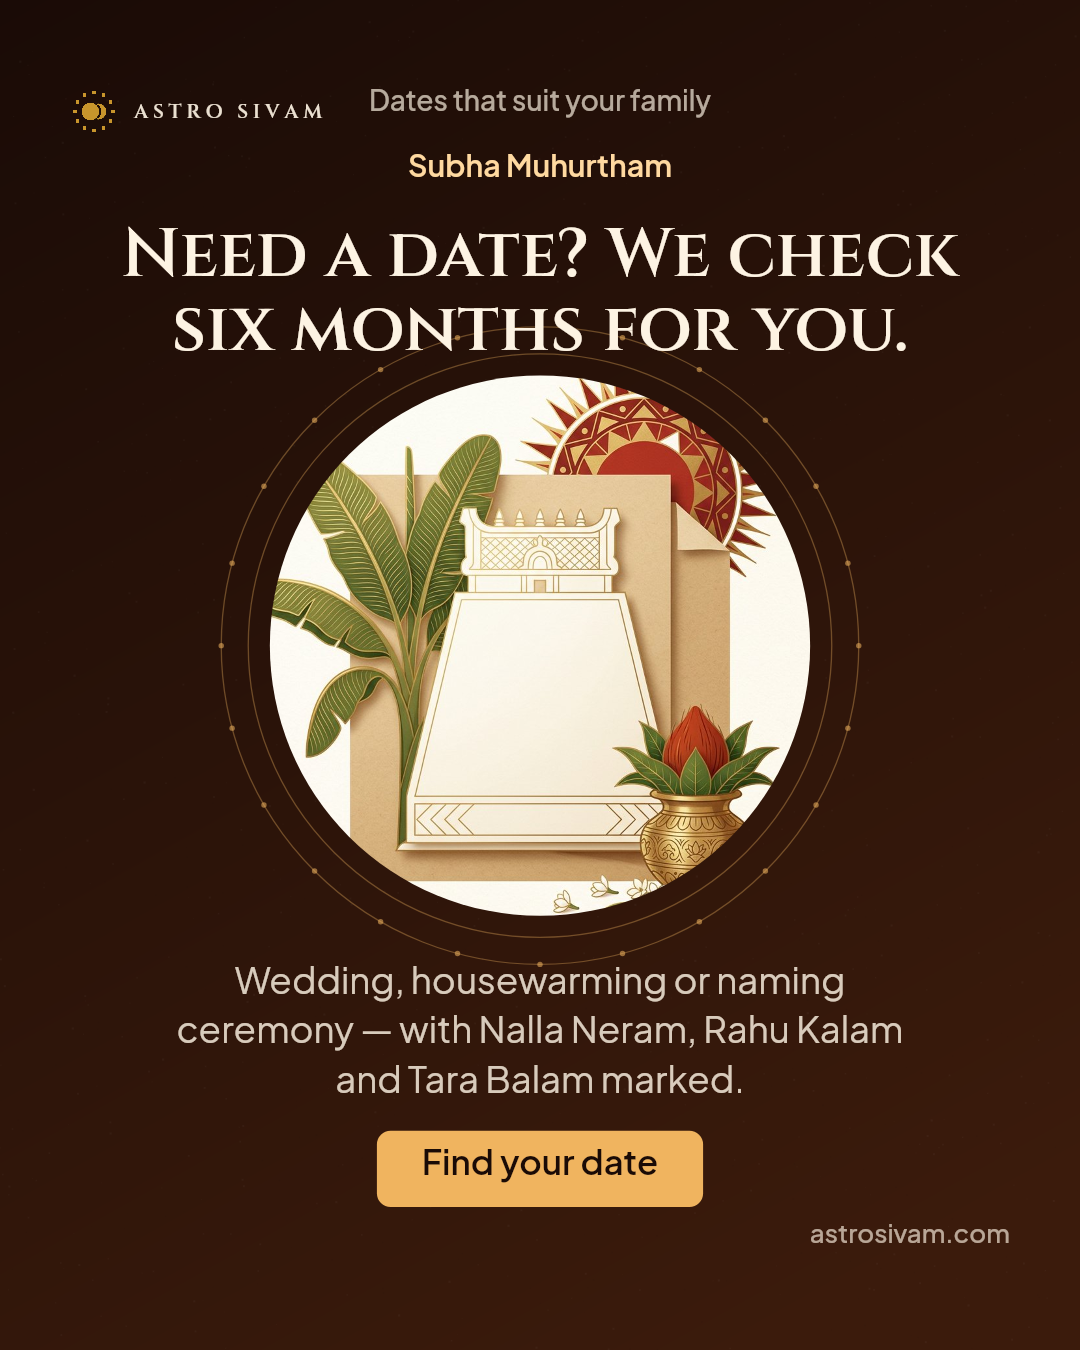 ASTRO SIVAM
Dates that suit your family
Subha Muhurtham
Need a date? We check
six months for you.
Wedding, housewarming or naming
ceremony — with Nalla Neram, Rahu Kalam
and Tara Balam marked.
Find your date
astrosivam.com